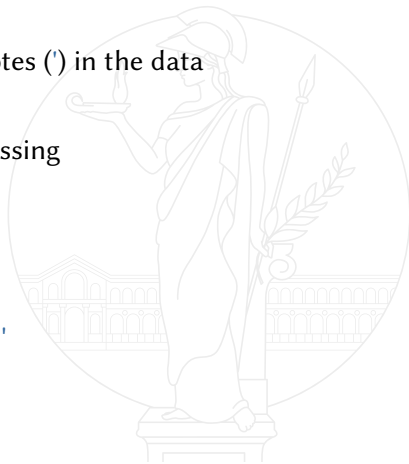 tes (') in the data
ssing
'